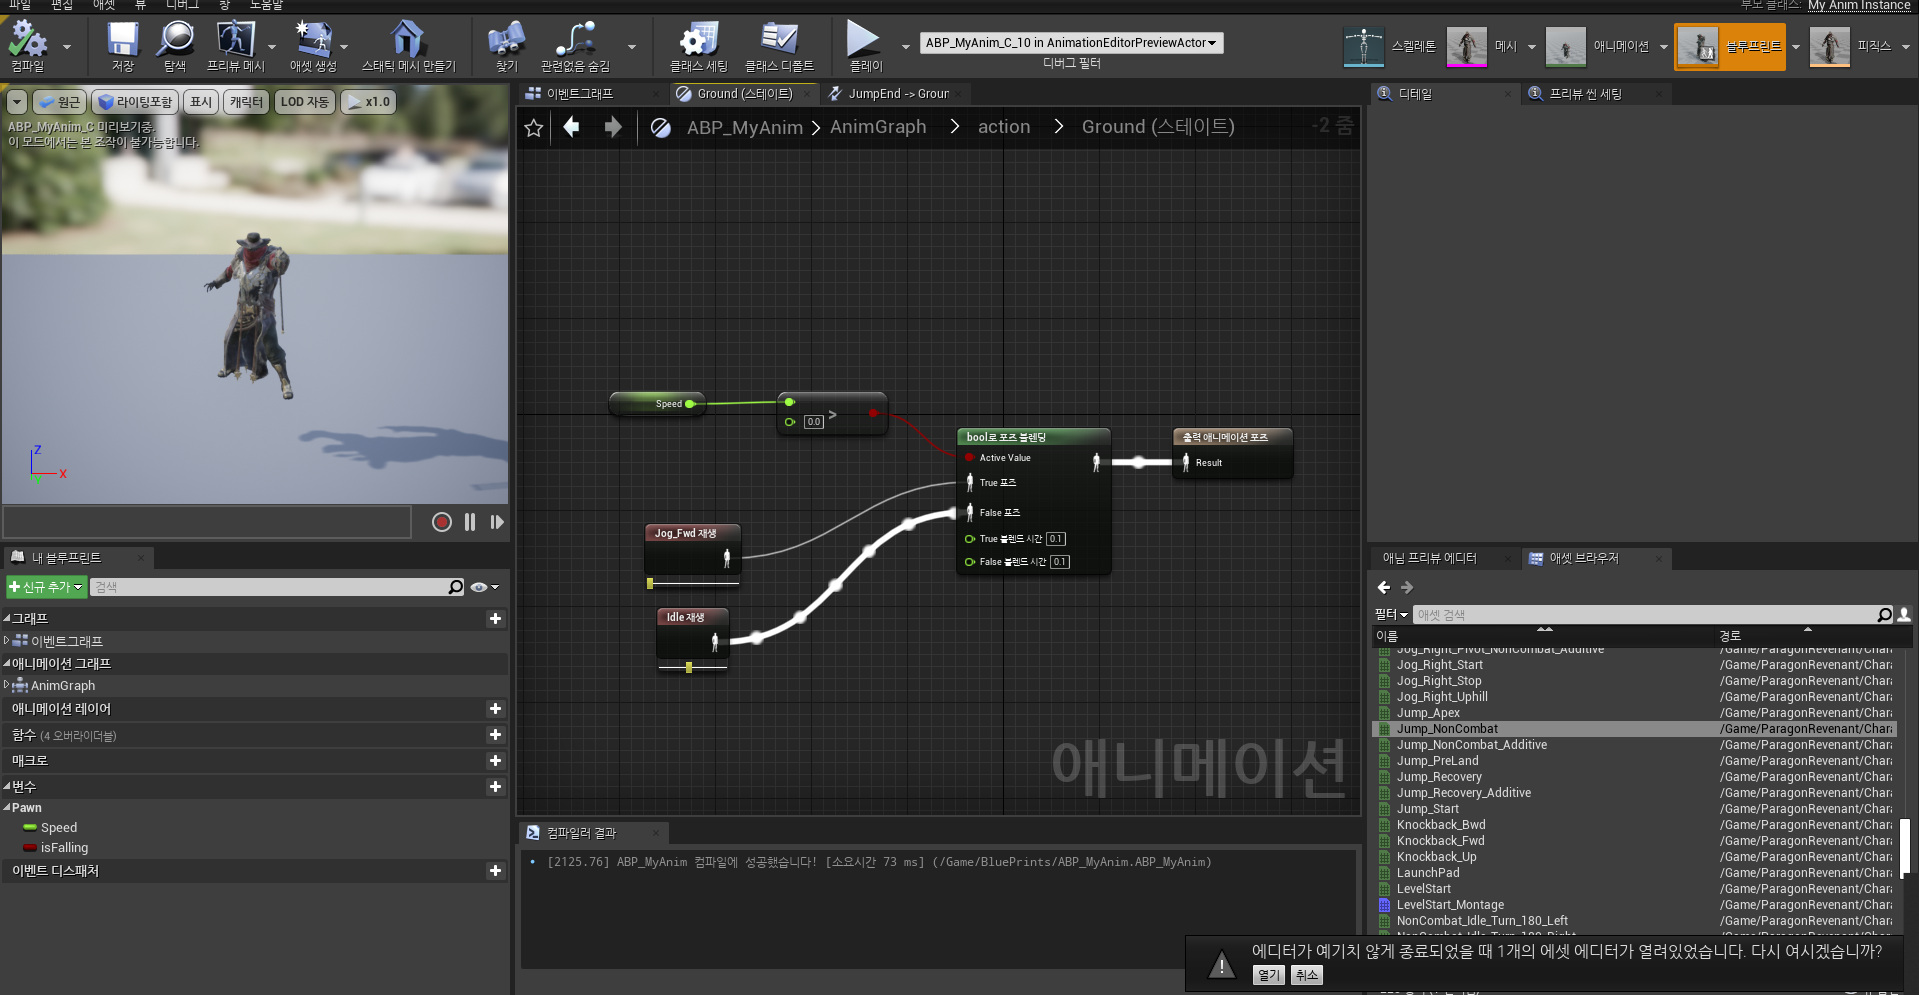 파일 편집 애셋 뷰 디버그 창 도움말
부모 클래스: My Anim Instance
컴파일
저장
탐색
프리뷰 메시
애셋 생성
스태틱 메시 만들기
찾기
관련없음 숨김
클래스 세팅
클래스 디폴트
플레이
ABP_MyAnim_C_10 in AnimationEditorPreviewActor
디버그 필터
스켈레톤
메시
애니메이션
블루프린트
피직스
원근
라이팅포함
표시
캐릭터
LOD 자동
x1.0
ABP_MyAnim_C 미리보기중.
이 모드에서는 본 조작이 불가능합니다.
Z
X
Y
이벤트그래프
Ground (스테이트)
JumpEnd -> Groun
ABP_MyAnim > AnimGraph > action > Ground (스테이트)
-2 줌
Speed
0.0
>
bool로 포즈 블렌딩
Active Value
True 포즈
False 포즈
True 블렌드 시간 0.1
False 블렌드 시간 0.1
출력 애니메이션 포즈
Result
Jog_Fwd 재생
Idle 재생
애니메이션
컴파일러 결과
[2125.76] ABP_MyAnim 컴파일에 성공했습니다! [소요시간 73 ms] (/Game/BluePrints/ABP_MyAnim.ABP_MyAnim)
내 블루프린트
신규 추가
검색
그래프
이벤트그래프
애니메이션 그래프
AnimGraph
애니메이션 레이어
함수 (4 오버라이더블)
매크로
변수
Pawn
Speed
isFalling
이벤트 디스패처
디테일
프리뷰 씬 세팅
애님 프리뷰 에디터
애셋 브라우저
필터
애셋 검색
이름 경로
Jog_Right_Pivot_NonCombat_Additive /Game/ParagonRevenant/Chara
Jog_Right_Start /Game/ParagonRevenant/Chara
Jog_Right_Stop /Game/ParagonRevenant/Chara
Jog_Right_Uphill /Game/ParagonRevenant/Chara
Jump_Apex /Game/ParagonRevenant/Chara
Jump_NonCombat /Game/ParagonRevenant/Chara
Jump_NonCombat_Additive /Game/ParagonRevenant/Chara
Jump_PreLand /Game/ParagonRevenant/Chara
Jump_Recovery /Game/ParagonRevenant/Chara
Jump_Recovery_Additive /Game/ParagonRevenant/Chara
Jump_Start /Game/ParagonRevenant/Chara
Knockback_Bwd /Game/ParagonRevenant/Chara
Knockback_Fwd /Game/ParagonRevenant/Chara
Knockback_Up /Game/ParagonRevenant/Chara
LaunchPad /Game/ParagonRevenant/Chara
LevelStart /Game/ParagonRevenant/Chara
LevelStart_Montage /Game/ParagonRevenant/Chara
NonCombat_Idle_Turn_180_Left /Game/ParagonRevenant/Chara
에디터가 예기치 않게 종료되었을 때 1개의 에셋 에디터가 열려있었습니다. 다시 여시겠습니까?
열기 취소